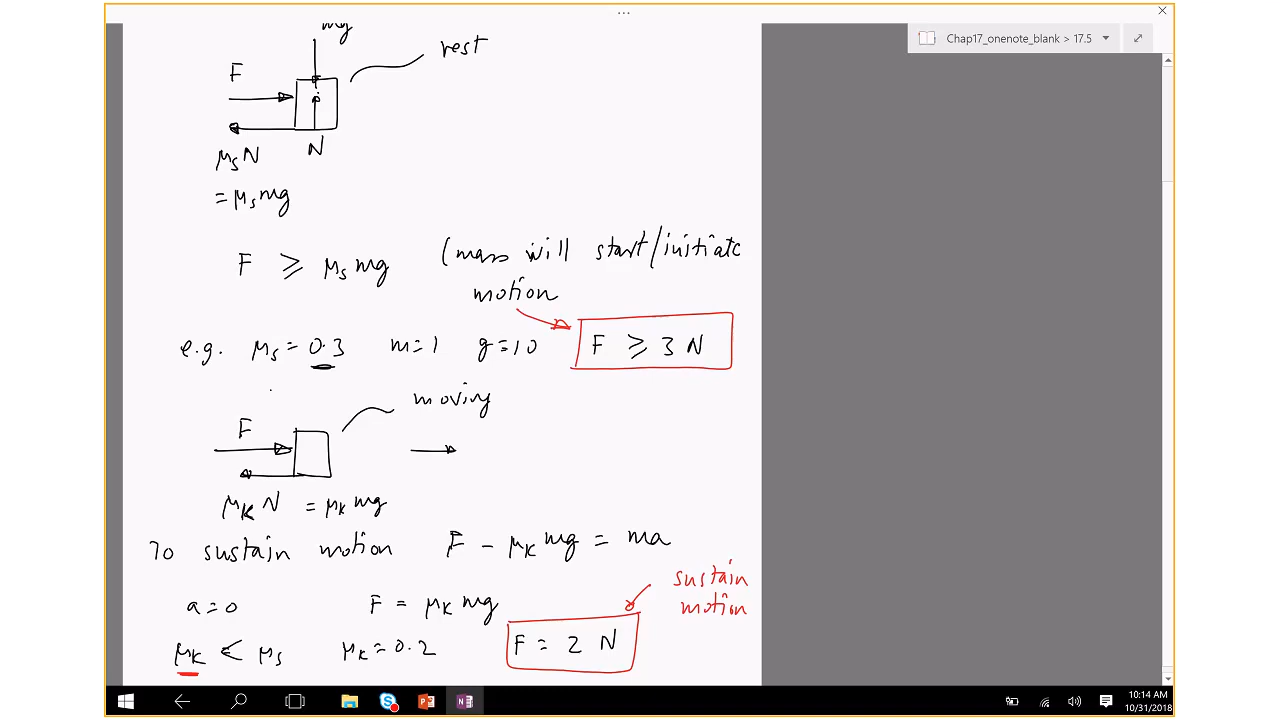 ...
Chap17_onenote_blank > 17.5
mg
rest
F
μsN
N
= μs mg
F ≥ μs mg (mass will start/initiate
motion
e.g. μs = 0.3 m=1 g=10 F ≥ 3 N
moving
F
μK N = μK mg
To sustain motion F - μK mg = ma
sustain
motion
a=0 F = μK mg
μK < μs μK = 0.2 F = 2 N
10:14 AM
10/31/2018